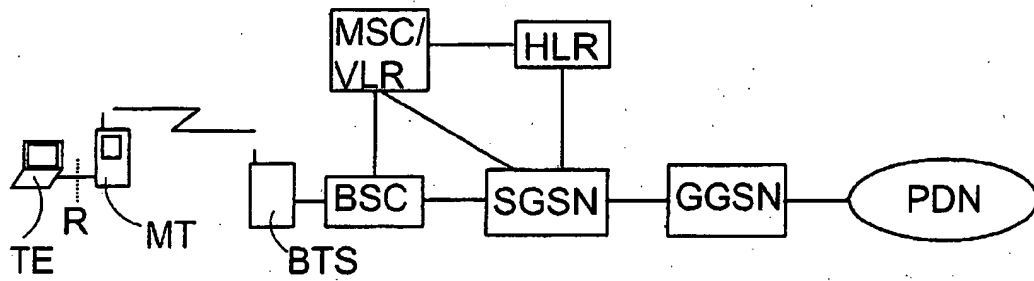 MSC/
VLR
HLR
BSC
SGSN
GGSN
PDN
R
MT
TE
BTS